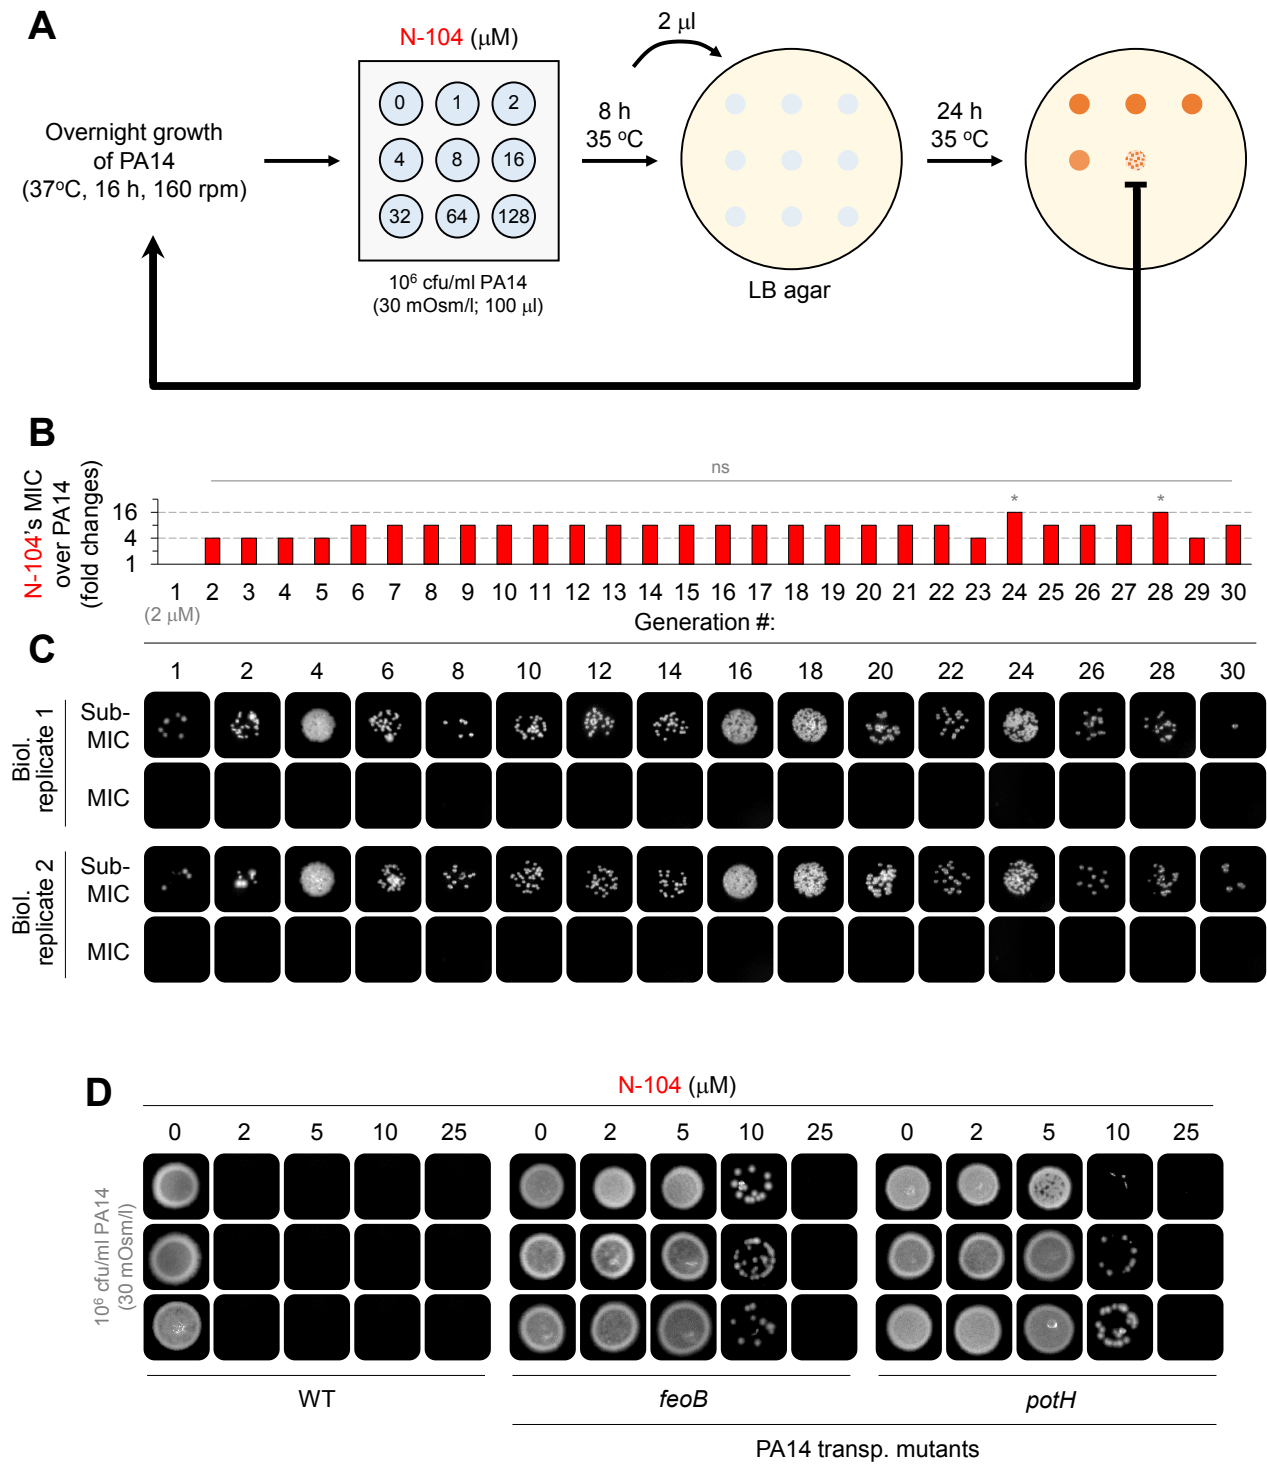 A
N-104 (μM)
0 1 2
4 8 16
32 64 128
Overnight growth
of PA14
(37ºC, 16 h, 160 rpm)
10⁶ cfu/ml PA14
(30 mOsm/l; 100 μl)
2 μl
8 h
35 ºC
LB agar
24 h
35 ºC
B
N-104's MIC
over PA14
(fold changes)
ns
* *
16
4
1
1 2 3 4 5 6 7 8 9 10 11 12 13 14 15 16 17 18 19 20 21 22 23 24 25 26 27 28 29 30
(2 μM)
Generation #:
C
1 2 4 6 8 10 12 14 16 18 20 22 24 26 28 30
Biol.
replicate 1
Sub-
MIC
MIC
Biol.
replicate 2
Sub-
MIC
MIC
D
N-104 (μM)
0 2 5 10 25 0 2 5 10 25 0 2 5 10 25
10⁶ cfu/ml PA14
(30 mOsm/l)
WT feoB potH
PA14 transp. mutants